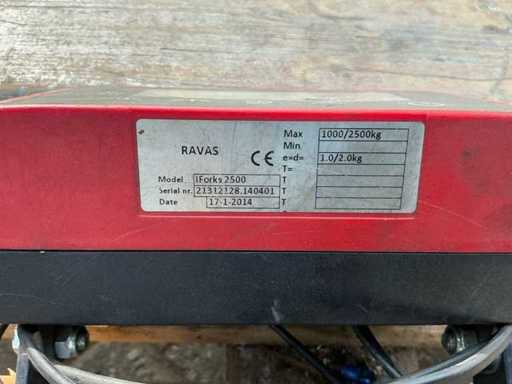 RAVAS
CE
Max 1000/2500kg
Min
e=d= 1.0/2.0kg
T=
Model iForks 2500 T
Serial nr. 21312128.140401 T
Date 17-1-2014 T